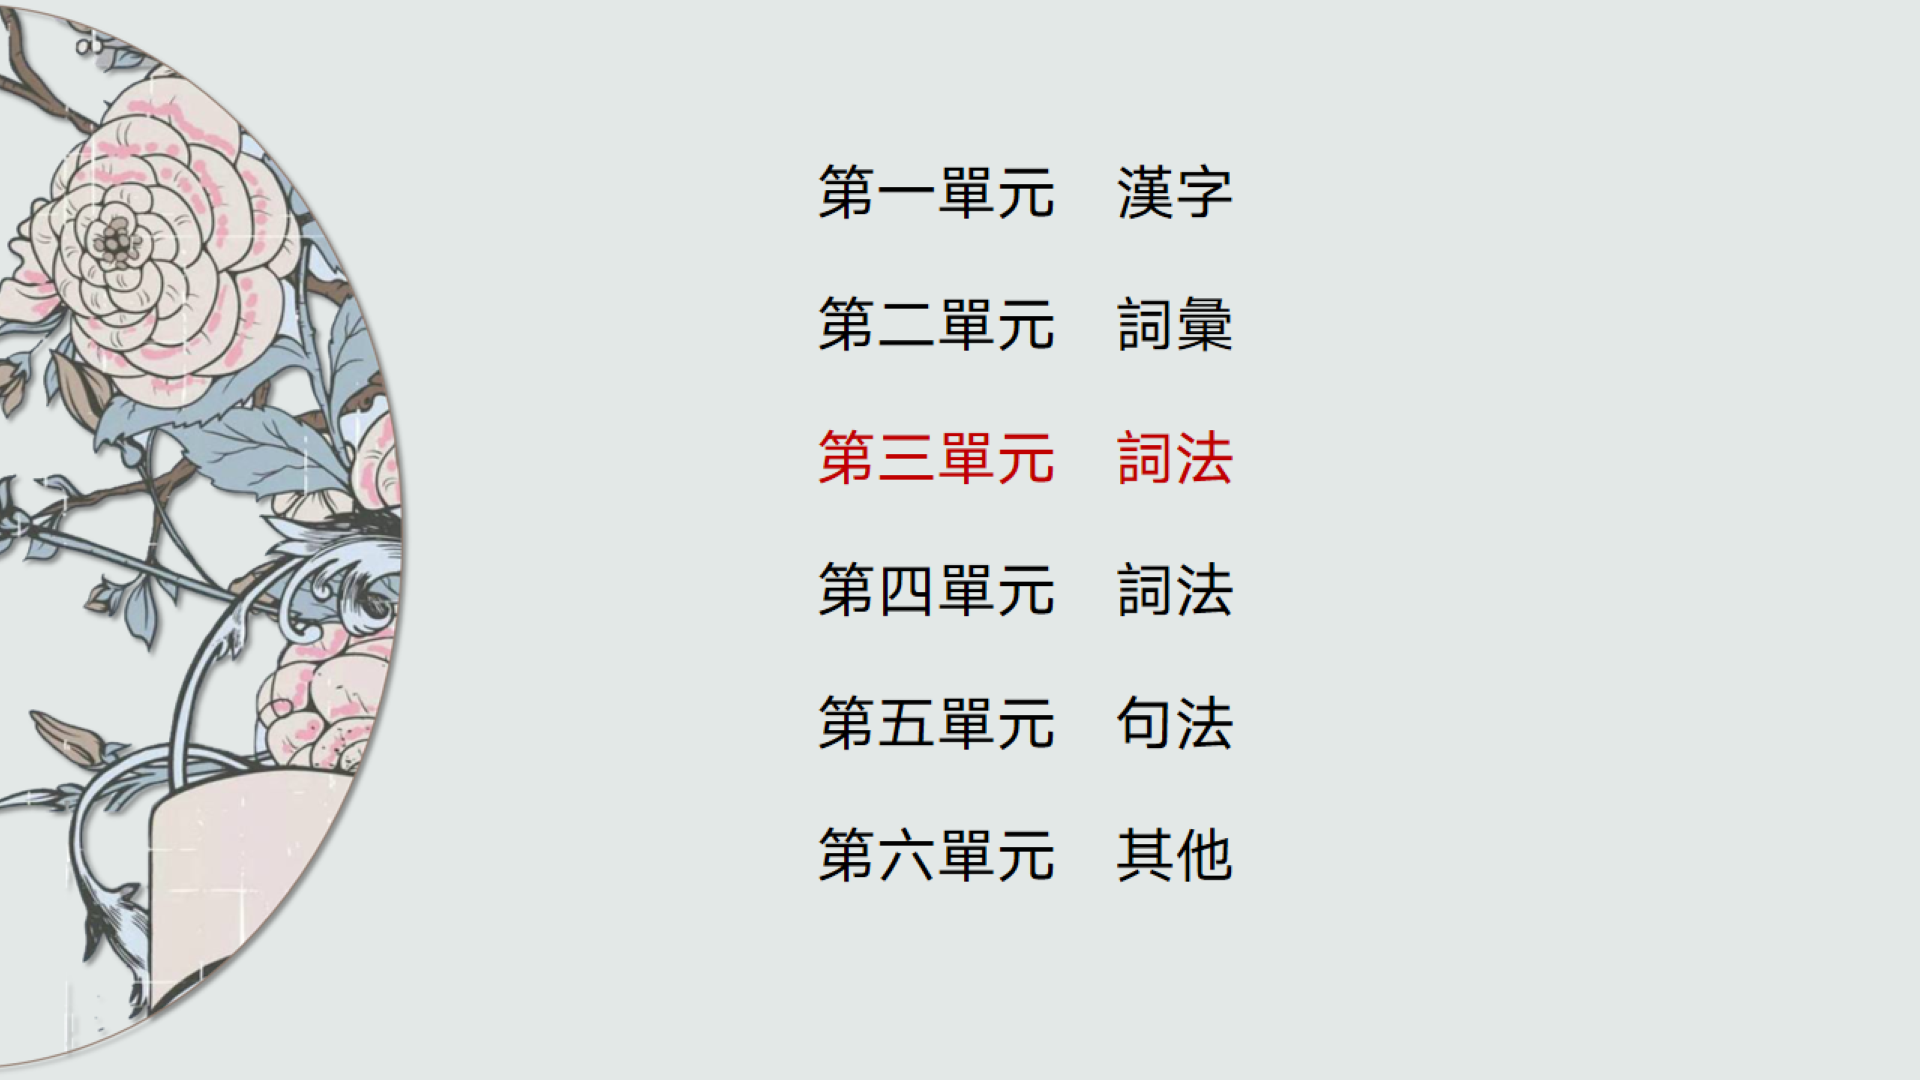 第一單元　漢字
第二單元　詞彙
第三單元　詞法
第四單元　詞法
第五單元　句法
第六單元　其他